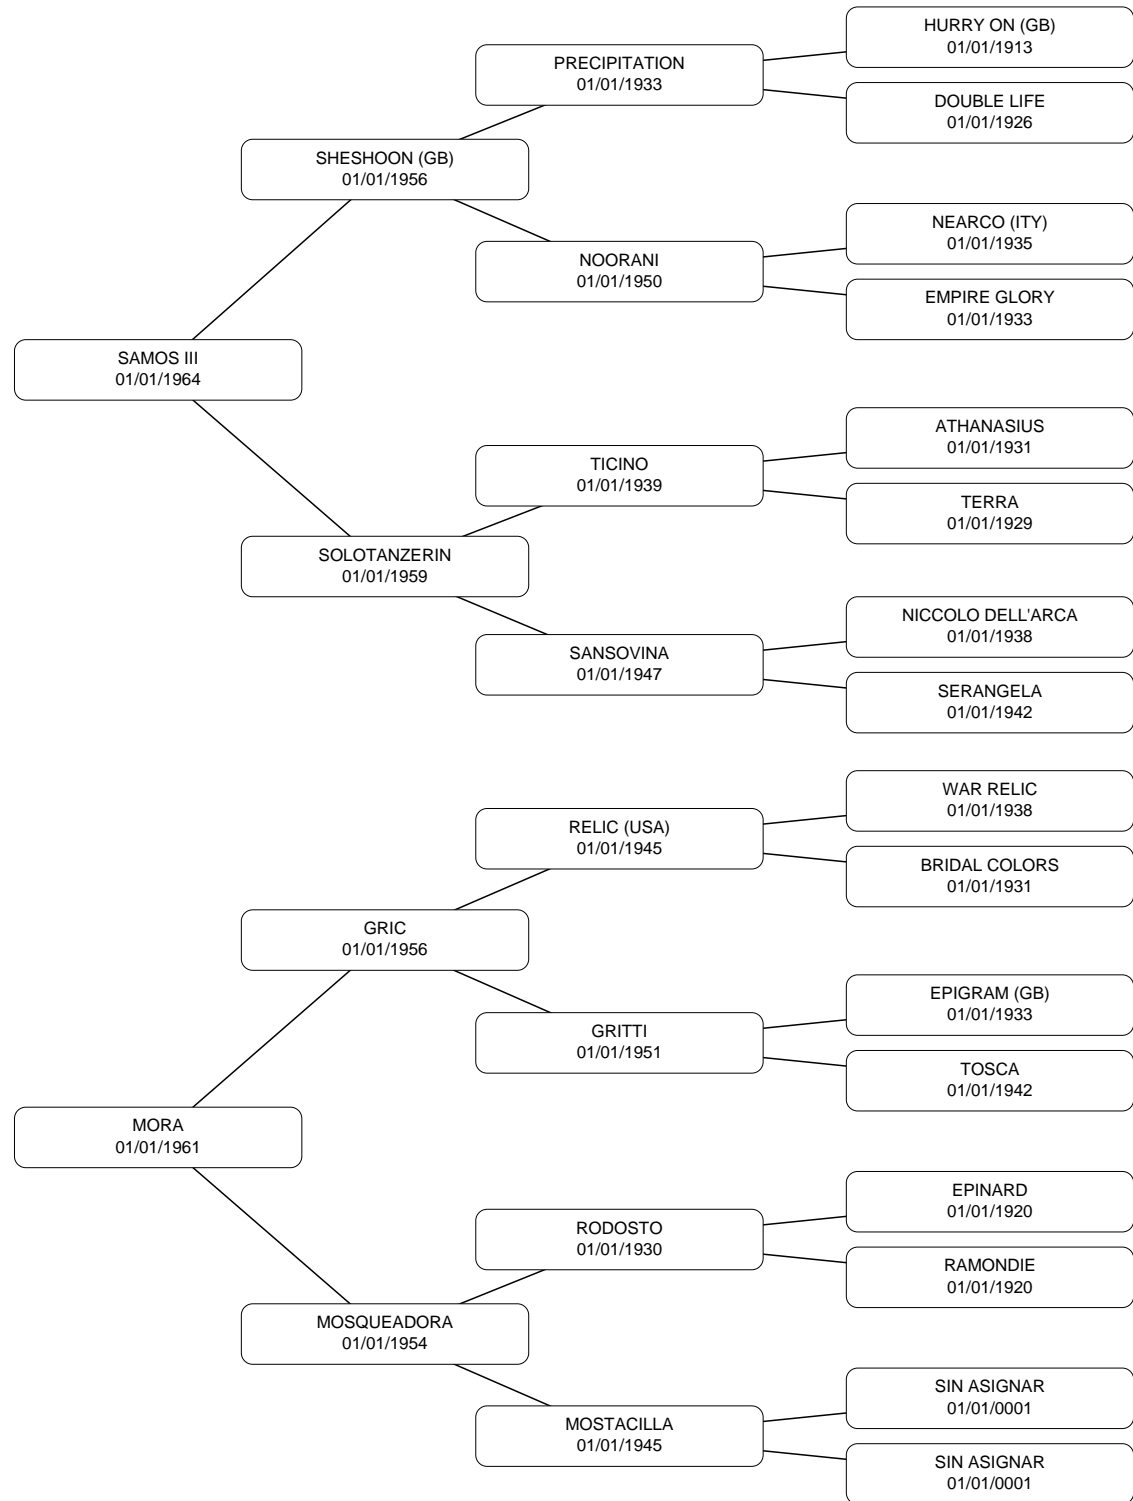 HURRY ON (GB)
01/01/1913
PRECIPITATION
01/01/1933
DOUBLE LIFE
01/01/1926
SHESHOON (GB)
01/01/1956
NEARCO (ITY)
01/01/1935
NOORANI
01/01/1950
EMPIRE GLORY
01/01/1933
SAMOS III
01/01/1964
ATHANASIUS
01/01/1931
TICINO
01/01/1939
TERRA
01/01/1929
SOLOTANZERIN
01/01/1959
NICCOLO DELL'ARCA
01/01/1938
SANSOVINA
01/01/1947
SERANGELA
01/01/1942
WAR RELIC
01/01/1938
RELIC (USA)
01/01/1945
BRIDAL COLORS
01/01/1931
GRIC
01/01/1956
EPIGRAM (GB)
01/01/1933
GRITTI
01/01/1951
TOSCA
01/01/1942
MORA
01/01/1961
EPINARD
01/01/1920
RODOSTO
01/01/1930
RAMONDIE
01/01/1920
MOSQUEADORA
01/01/1954
SIN ASIGNAR
01/01/0001
MOSTACILLA
01/01/1945
SIN ASIGNAR
01/01/0001